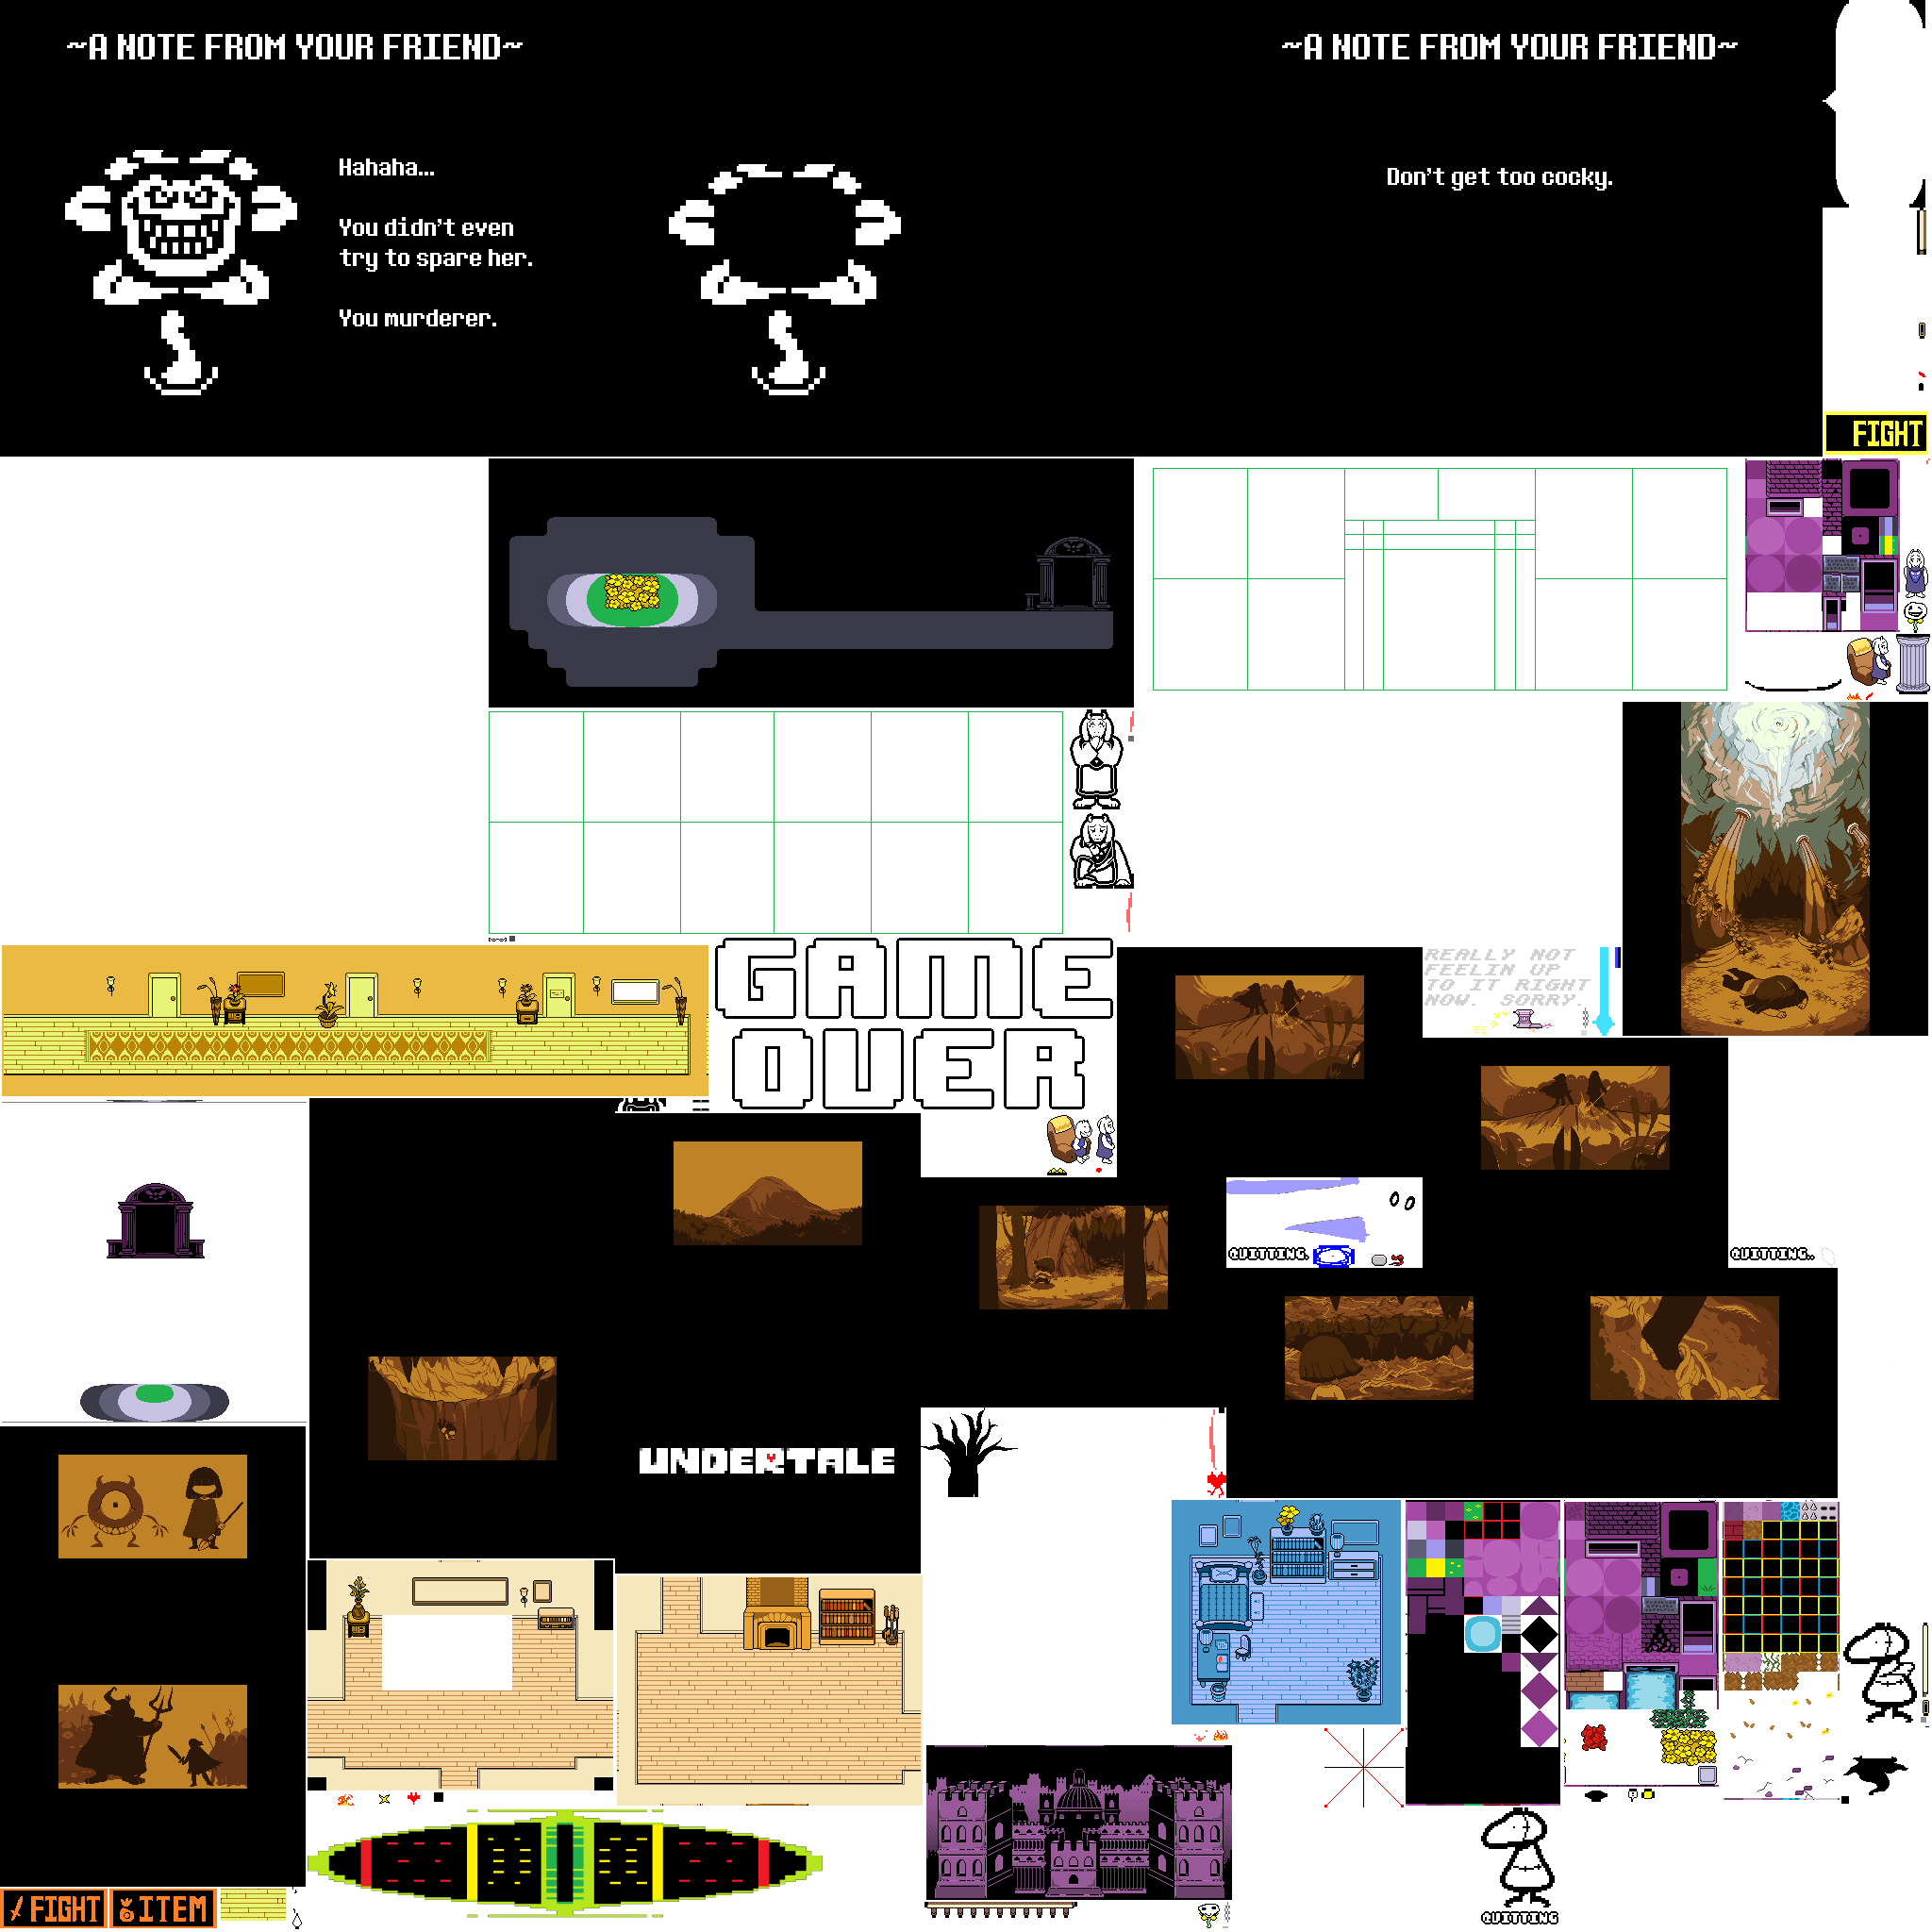 ~A NOTE FROM YOUR FRIEND~
Hahaha...
You didn't even
try to spare her.
You murderer.
~A NOTE FROM YOUR FRIEND~
Don't get too cocky.
FIGHT
GAME
OVER
REALLY NOT
FEELIN UP
TO IT RIGHT
NOW. SORRY.
QUITTING.
QUITTING..
UNDERTALE
FIGHT
ITEM
QUITTING